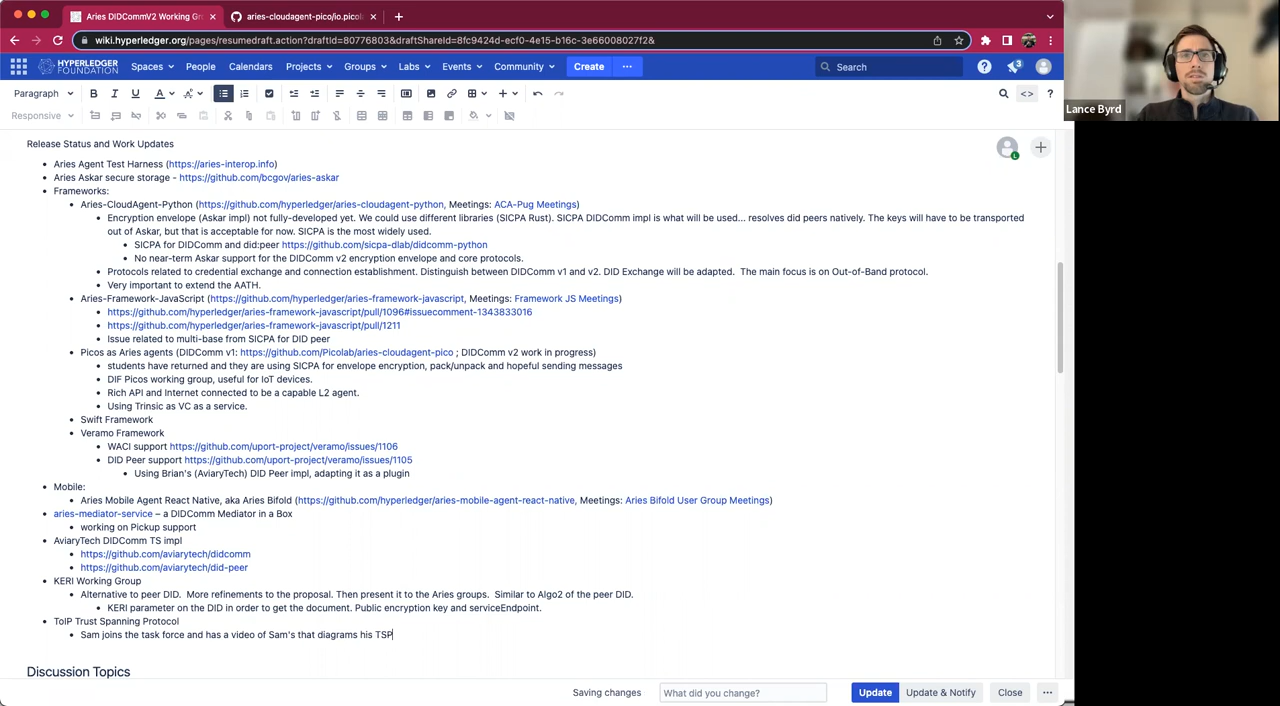 Aries DIDCommV2 Working Gr
aries-cloudagent-pico/io.picol
wiki.hyperledger.org/pages/resumedraft.action?draftId=80776803&draftShareId=8fc9424d-ecf0-4e15-b16c-3e66008027f2&
HYPERLEDGER FOUNDATION Spaces People Calendars Projects Groups Labs Events Community Create Search 3
Paragraph B I U A
Responsive
Lance Byrd
Release Status and Work Updates
Aries Agent Test Harness (https://aries-interop.info)
Aries Askar secure storage - https://github.com/bcgov/aries-askar
Frameworks:
Aries-CloudAgent-Python (https://github.com/hyperledger/aries-cloudagent-python, Meetings: ACA-Pug Meetings)
Encryption envelope (Askar impl) not fully-developed yet. We could use different libraries (SICPA Rust). SICPA DIDComm impl is what will be used... resolves did peers natively. The keys will have to be transported
out of Askar, but that is acceptable for now. SICPA is the most widely used.
SICPA for DIDComm and did:peer https://github.com/sicpa-dlab/didcomm-python
No near-term Askar support for the DIDComm v2 encryption envelope and core protocols.
Protocols related to credential exchange and connection establishment. Distinguish between DIDComm v1 and v2. DID Exchange will be adapted. The main focus is on Out-of-Band protocol.
Very important to extend the AATH.
Aries-Framework-JavaScript (https://github.com/hyperledger/aries-framework-javascript, Meetings: Framework JS Meetings)
https://github.com/hyperledger/aries-framework-javascript/pull/1096#issuecomment-1343833016
https://github.com/hyperledger/aries-framework-javascript/pull/1211
Issue related to multi-base from SICPA for DID peer
Picos as Aries agents (DIDComm v1: https://github.com/Picolab/aries-cloudagent-pico ; DIDComm v2 work in progress)
students have returned and they are using SICPA for envelope encryption, pack/unpack and hopeful sending messages
DIF Picos working group, useful for IoT devices.
Rich API and Internet connected to be a capable L2 agent.
Using Trinsic as VC as a service.
Swift Framework
Veramo Framework
WACI support https://github.com/uport-project/veramo/issues/1106
DID Peer support https://github.com/uport-project/veramo/issues/1105
Using Brian's (AviaryTech) DID Peer impl, adapting it as a plugin
Mobile:
Aries Mobile Agent React Native, aka Aries Bifold (https://github.com/hyperledger/aries-mobile-agent-react-native, Meetings: Aries Bifold User Group Meetings)
aries-mediator-service – a DIDComm Mediator in a Box
working on Pickup support
AviaryTech DIDComm TS impl
https://github.com/aviarytech/didcomm
https://github.com/aviarytech/did-peer
KERI Working Group
Alternative to peer DID. More refinements to the proposal. Then present it to the Aries groups. Similar to Algo2 of the peer DID.
KERI parameter on the DID in order to get the document. Public encryption key and serviceEndpoint.
ToIP Trust Spanning Protocol
Sam joins the task force and has a video of Sam's that diagrams his TSP
Discussion Topics
Saving changes What did you change? Update Update & Notify Close